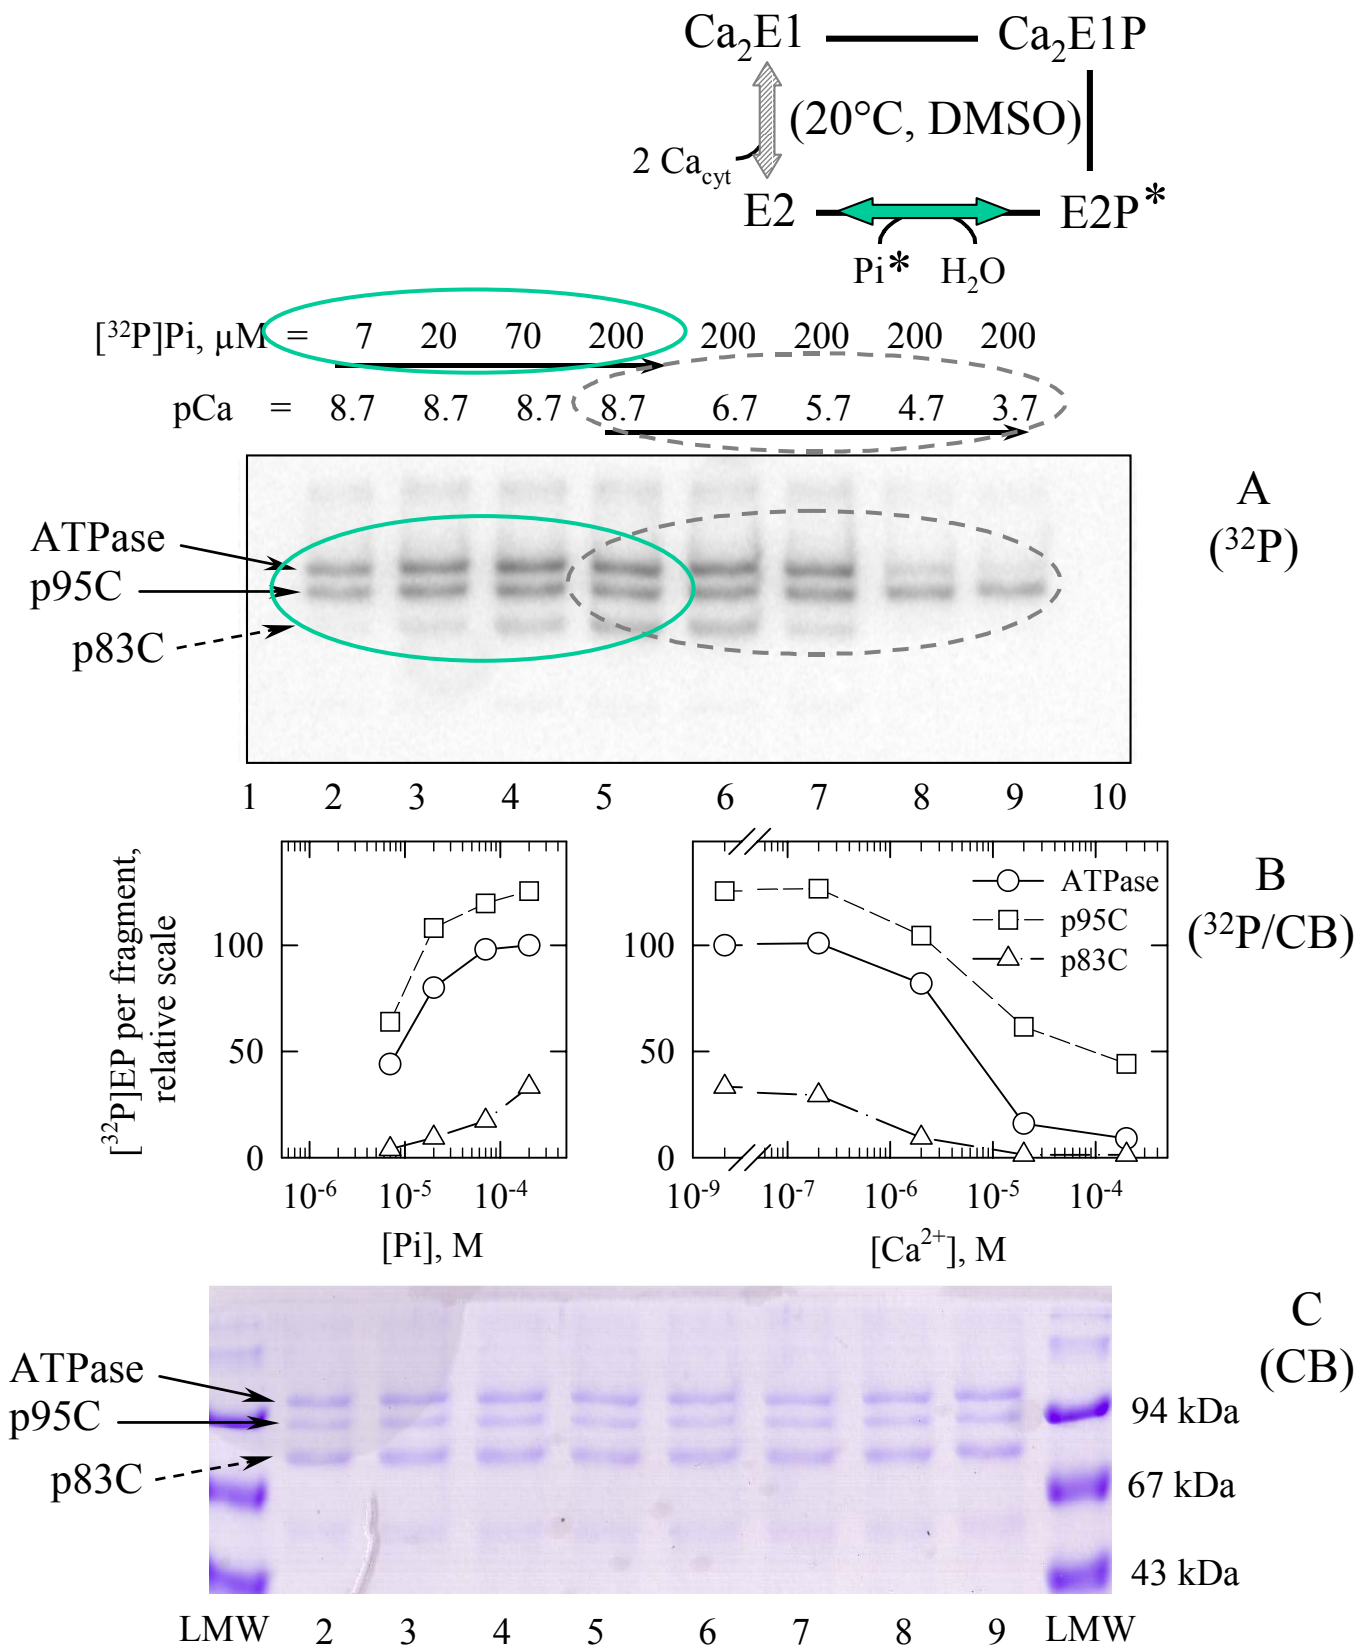 Ca₂E1 Ca₂E1P
(20°C, DMSO)
2 Ca_cyt
E2 E2P*
Pi* H₂O
[³²P]Pi, µM = 7 20 70 200 200 200 200 200
pCa = 8.7 8.7 8.7 8.7 6.7 5.7 4.7 3.7
A
(³²P)
ATPase
p95C
p83C
1 2 3 4 5 6 7 8 9 10
B
(³²P/CB)
[³²P]EP per fragment,
relative scale
100
50
0
10⁻⁶ 10⁻⁵ 10⁻⁴
[Pi], M
ATPase
p95C
p83C
100
50
0
10⁻⁹ 10⁻⁷ 10⁻⁶ 10⁻⁵ 10⁻⁴
[Ca²⁺], M
C
(CB)
ATPase
p95C
p83C
94 kDa
67 kDa
43 kDa
LMW 2 3 4 5 6 7 8 9 LMW